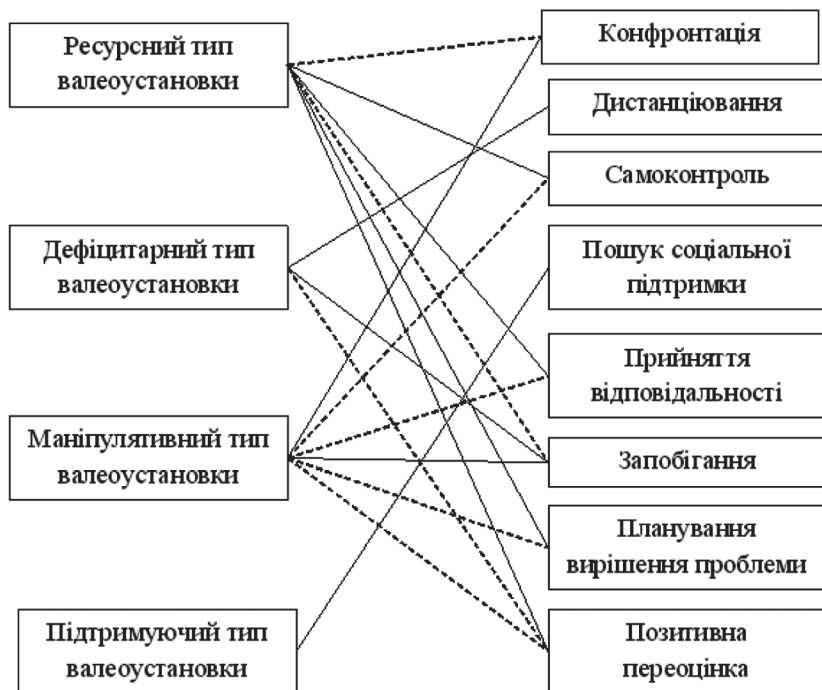 Ресурсний тип
валеоустановки
Дефіцитарний тип
валеоустановки
Маніпулятивний тип
валеоустановки
Підтримуючий тип
валеоустановки
Конфронтація
Дистанціювання
Самоконтроль
Пошук соціальної
підтримки
Прийняття
відповідальності
Запобігання
Планування
вирішення проблеми
Позитивна
переоцінка